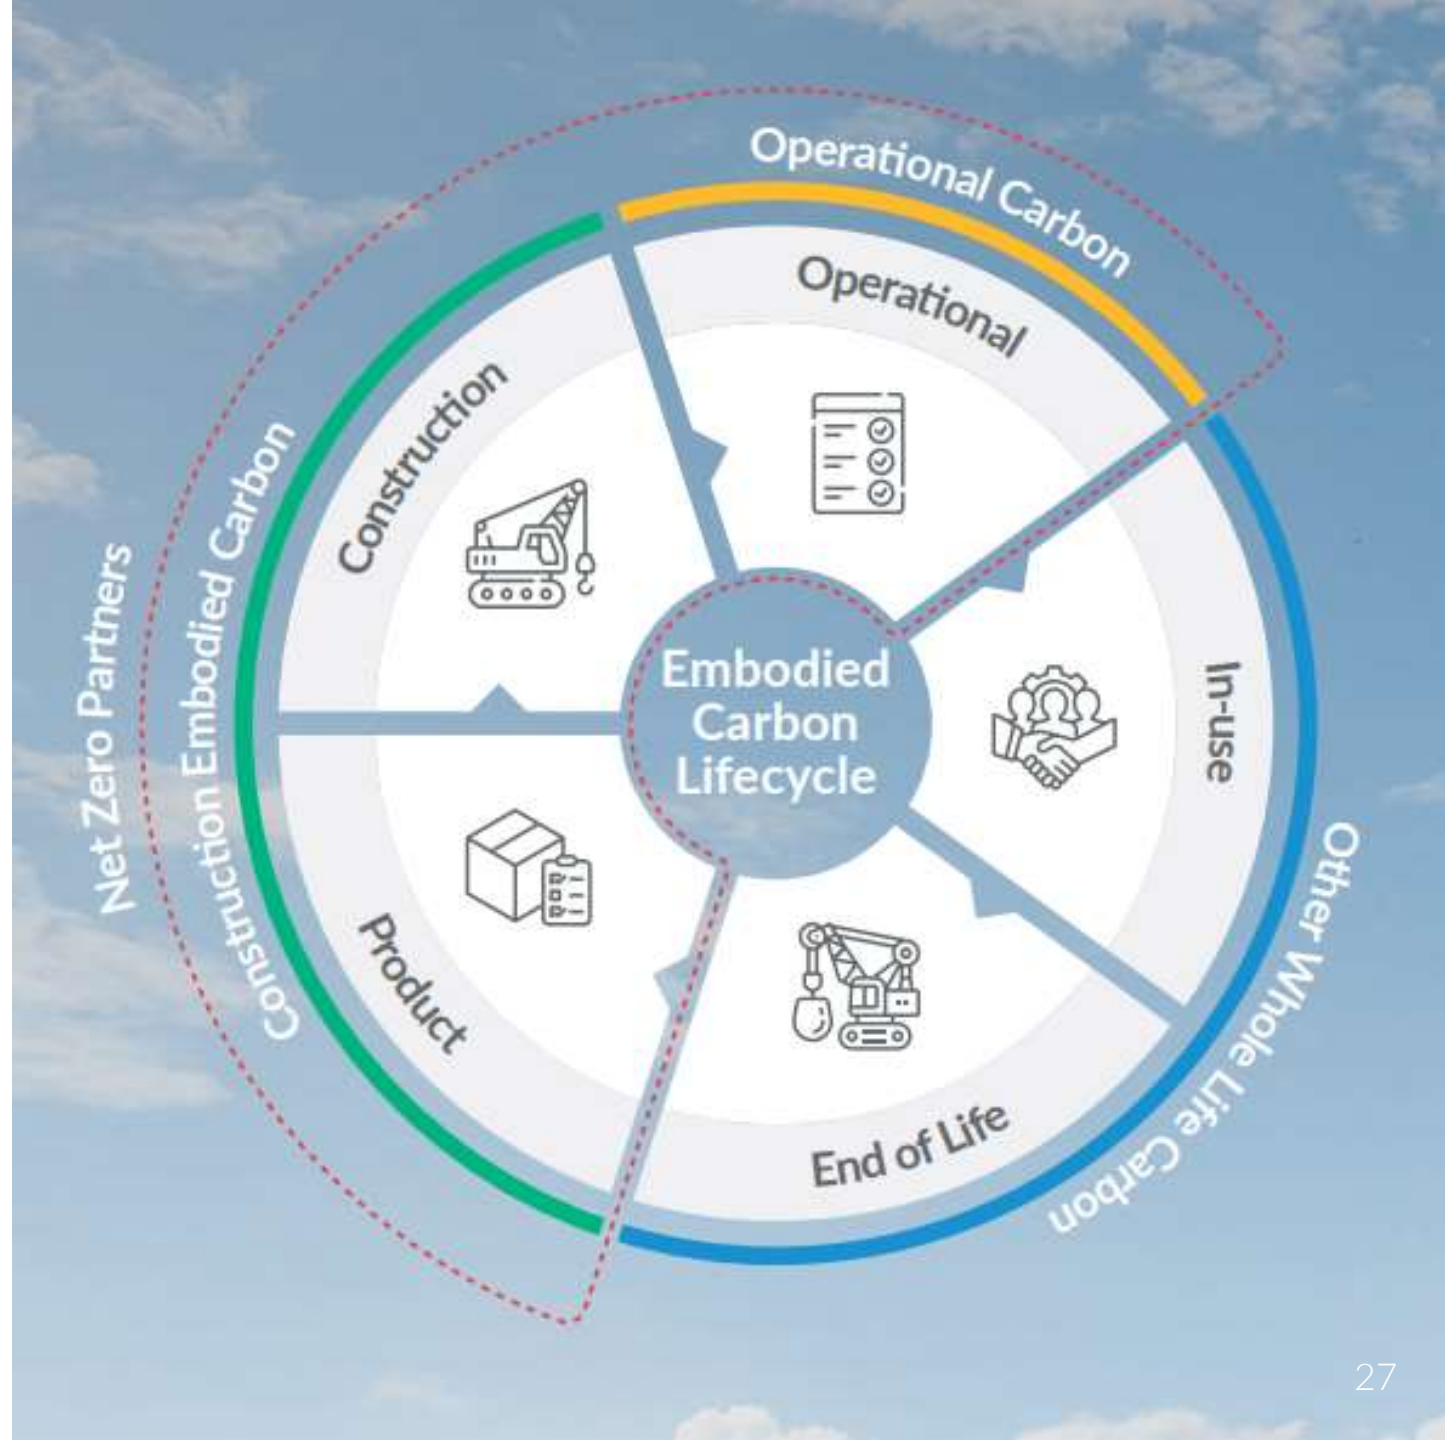 Operational Carbon
Operational
Construction
Construction Embodied Carbon
Net Zero Partners
Embodied
Carbon
Lifecycle
In-use
Product
End of Life
Other Whole Life Carbon
27